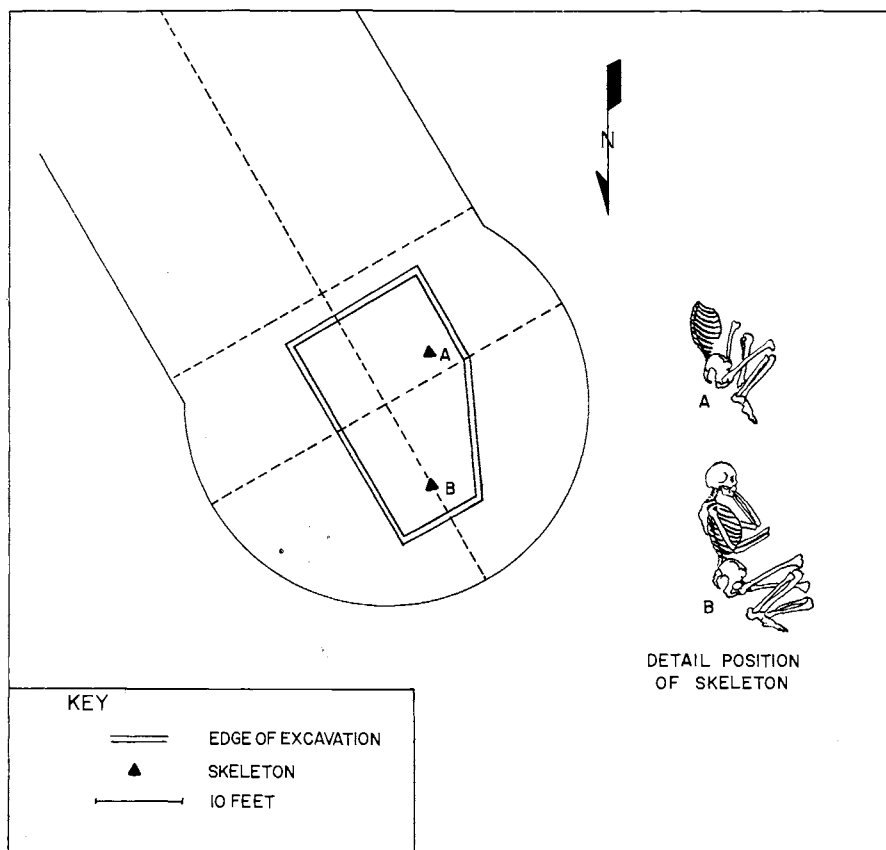 N
A
B
A
B
DETAIL POSITION
OF SKELETON
KEY
EDGE OF EXCAVATION
SKELETON
10 FEET